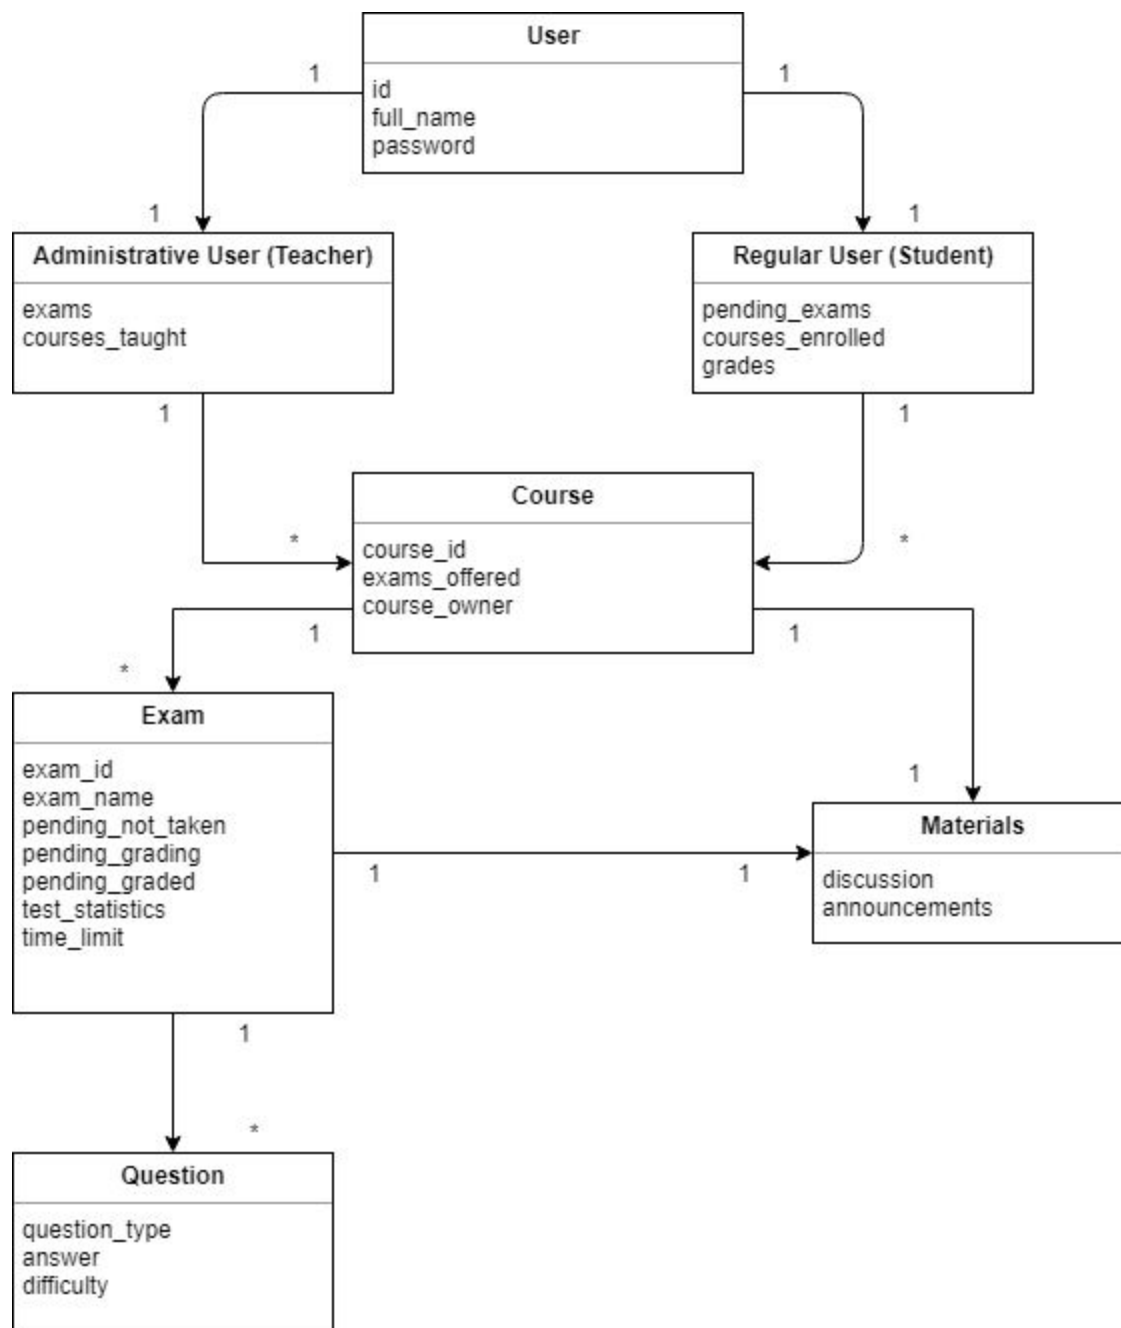 User
1
1
id
full_name
password
1
1
Administrative User (Teacher)
Regular User (Student)
exams
courses_taught
pending_exams
courses_enrolled
grades
1
1
Course
*
*
course_id
exams_offered
course_owner
1
1
*
Exam
exam_id
exam_name
pending_not_taken
pending_grading
pending_graded
test_statistics
time_limit
1
Materials
discussion
announcements
1
1
1
*
Question
question_type
answer
difficulty